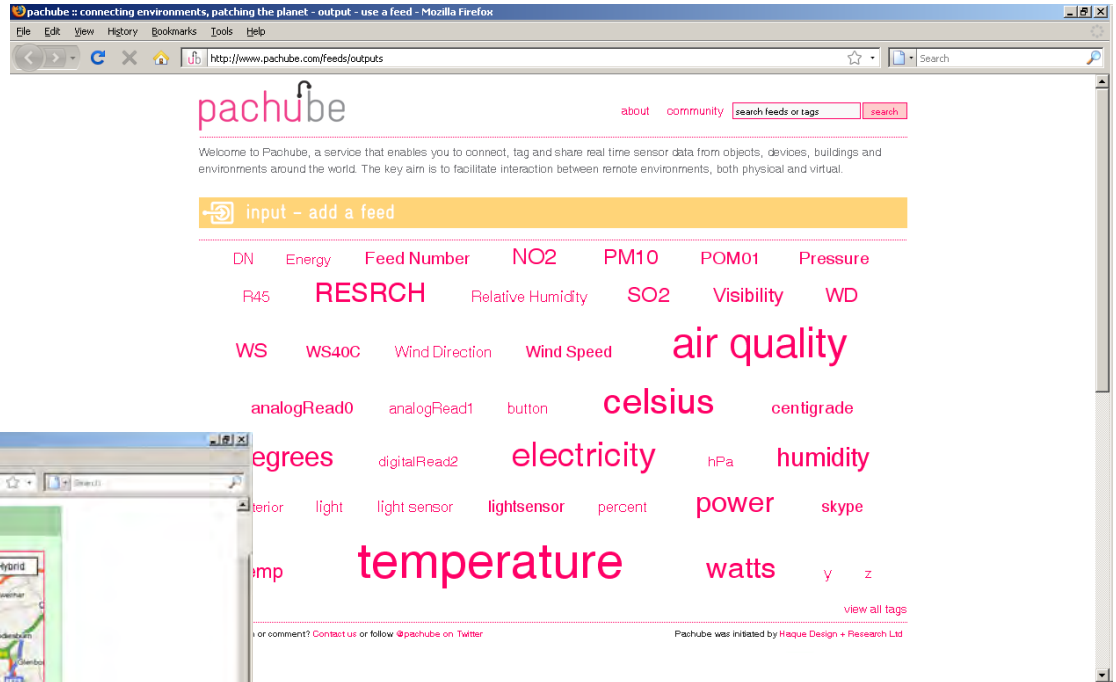 pachube :: connecting environments, patching the planet - output - use a feed - Mozilla Firefox
File Edit View History Bookmarks Tools Help
http://www.pachube.com/feeds/outputs
Search
pachube
about community search feeds or tags search
Welcome to Pachube, a service that enables you to connect, tag and share real time sensor data from objects, devices, buildings and
environments around the world. The key aim is to facilitate interaction between remote environments, both physical and virtual.
input – add a feed
DN Energy Feed Number NO2 PM10 POM01 Pressure
R45 RESRCH Relative Humidity SO2 Visibility WD
WS WS40C Wind Direction Wind Speed air quality
analogRead0 analogRead1 button celsius centigrade
egrees digitalRead2 electricity hPa humidity
terior light light sensor lightsensor percent power skype
emp temperature watts y z
view all tags
or comment? Contact us or follow @pachube on Twitter
Pachube was initiated by Haque Design + Research Ltd
Search
Hybrid